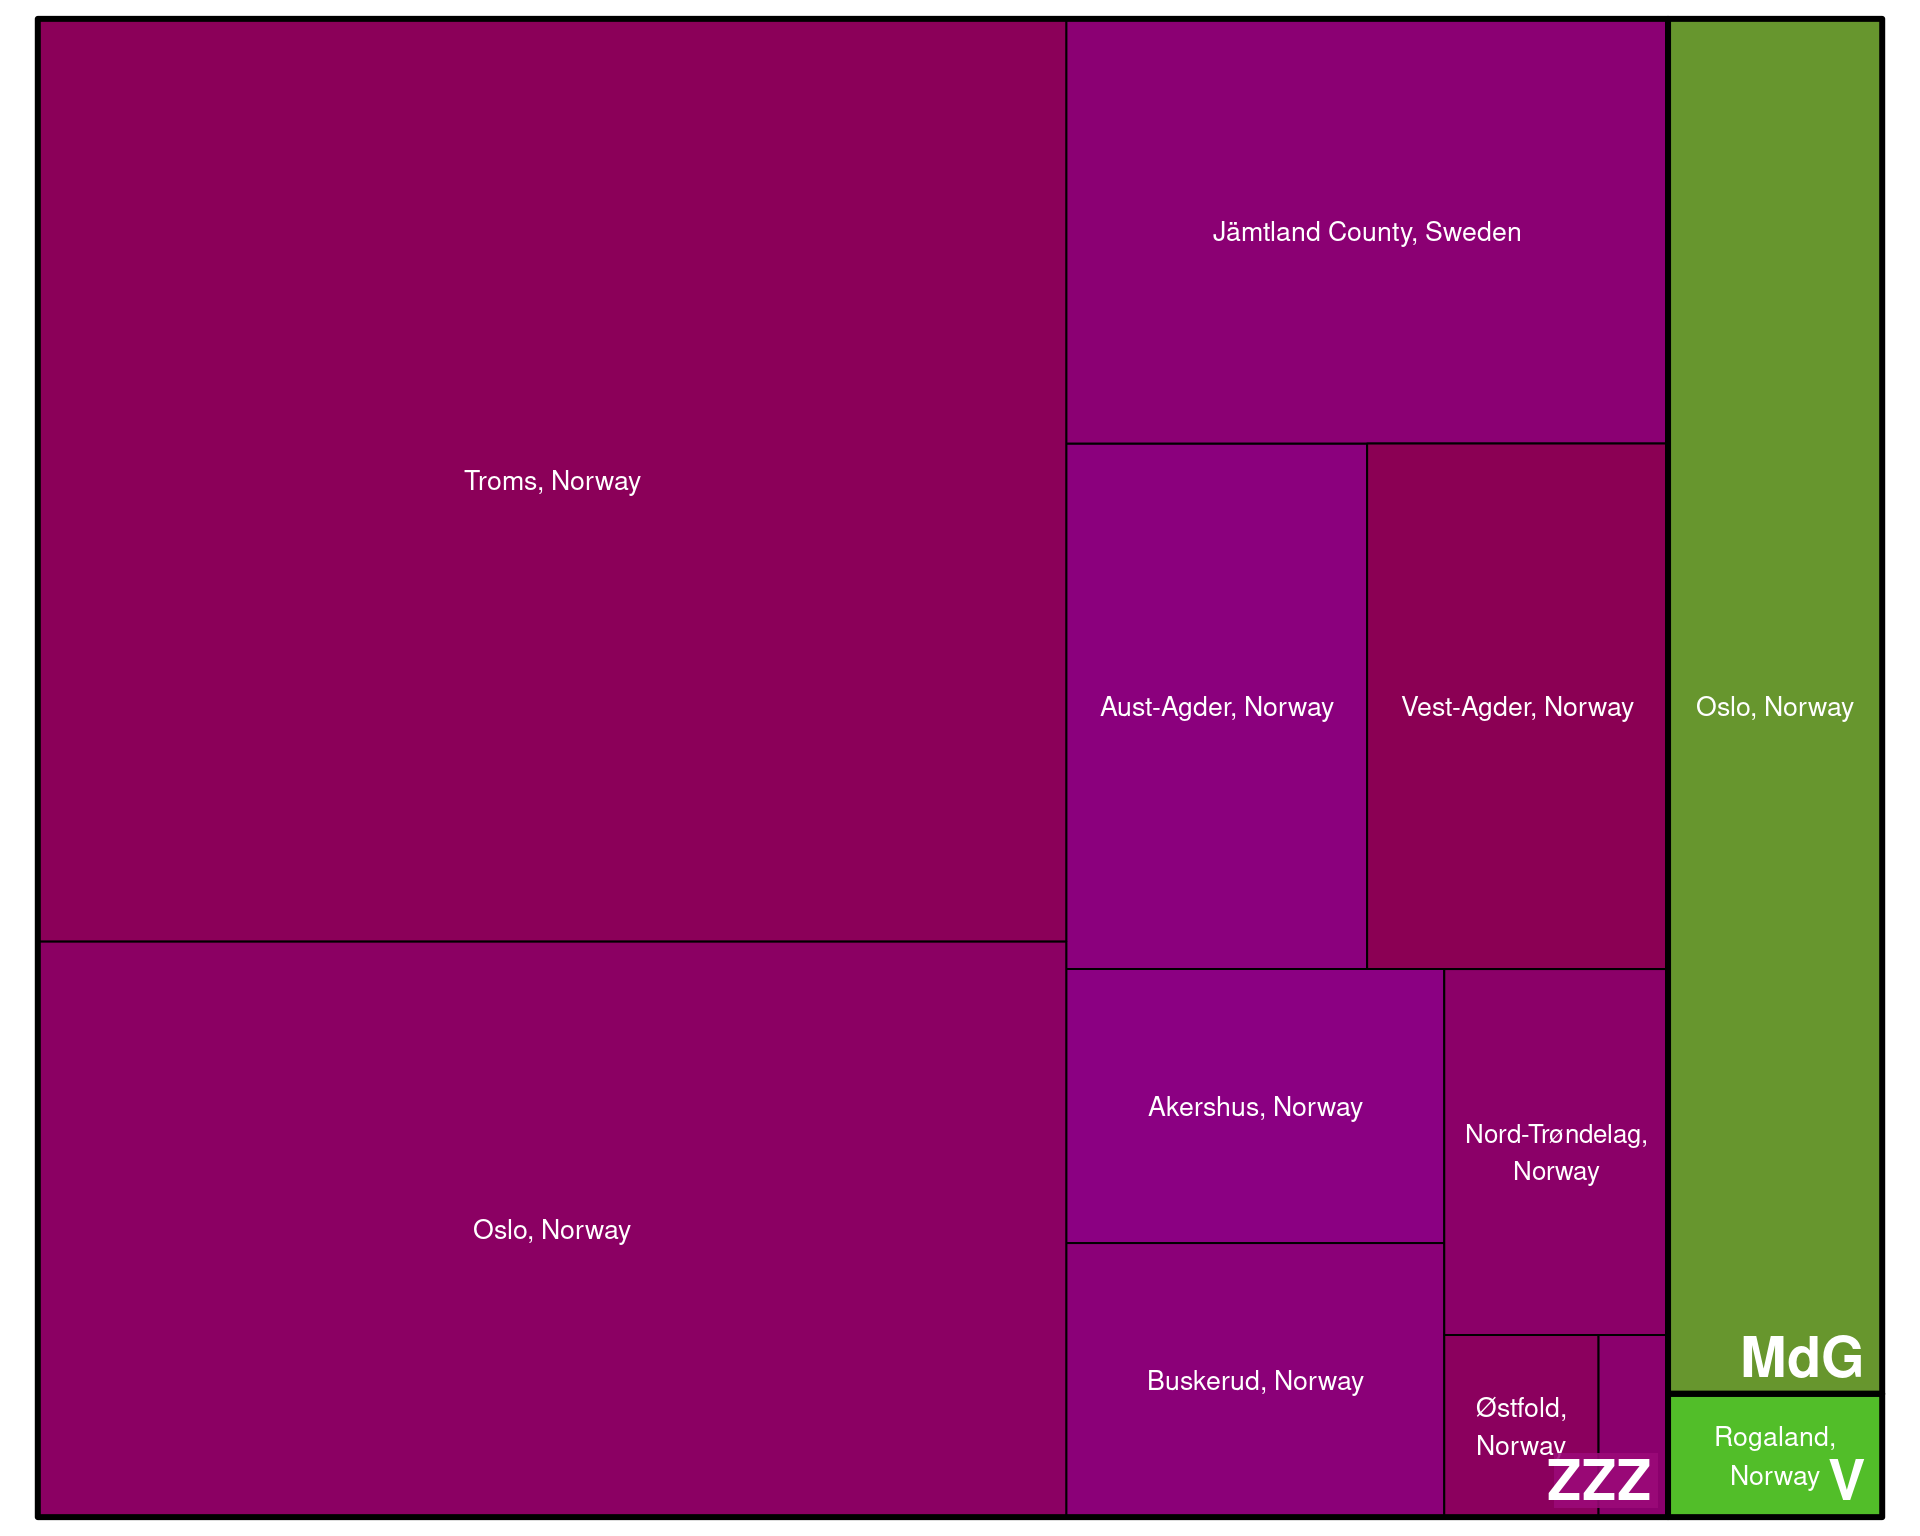 Troms, Norway
Oslo, Norway
Jämtland County, Sweden
Aust-Agder, Norway
Vest-Agder, Norway
Akershus, Norway
Nord-Trøndelag,
Norway
Buskerud, Norway
Østfold,
Norway
ZZZ
Oslo, Norway
MdG
Rogaland,
Norway
V